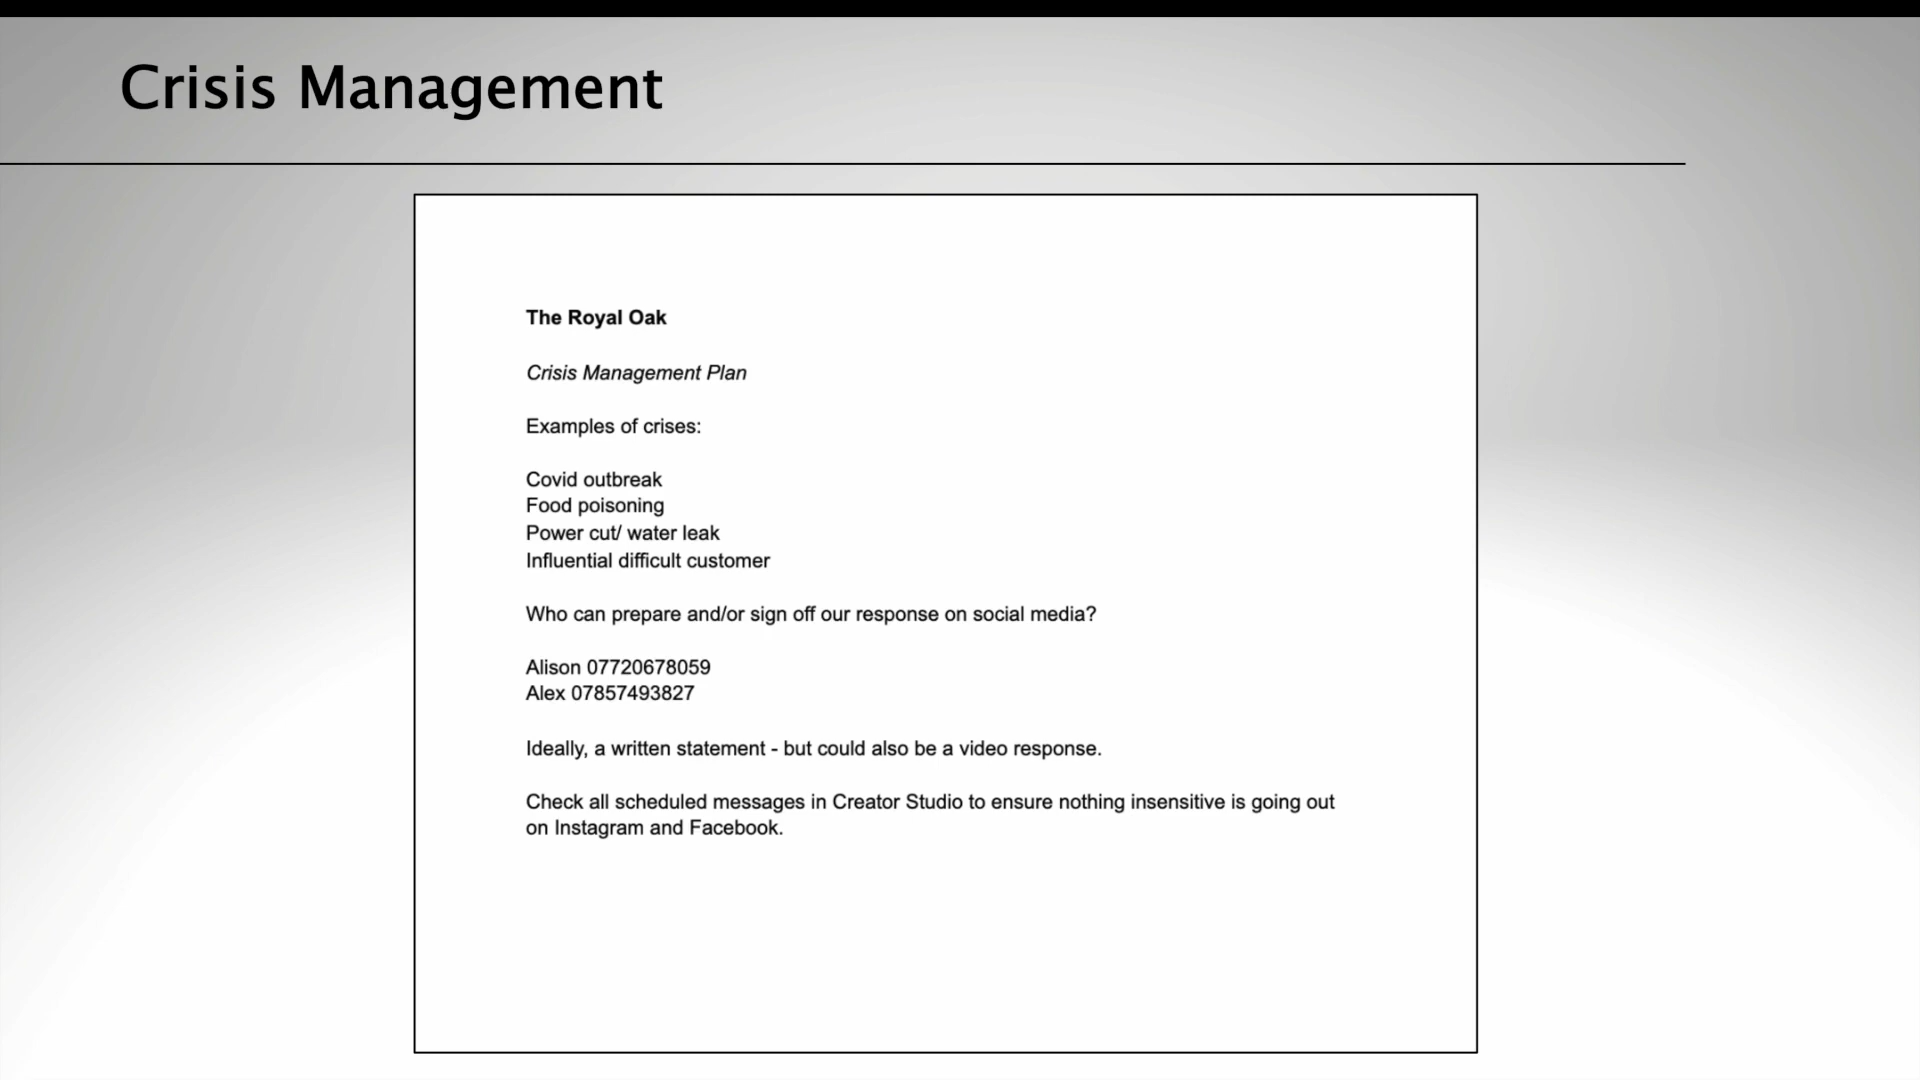 Crisis Management
The Royal Oak
Crisis Management Plan
Examples of crises:
Covid outbreak
Food poisoning
Power cut/ water leak
Influential difficult customer
Who can prepare and/or sign off our response on social media?
Alison 07720678059
Alex 07857493827
Ideally, a written statement - but could also be a video response.
Check all scheduled messages in Creator Studio to ensure nothing insensitive is going out
on Instagram and Facebook.